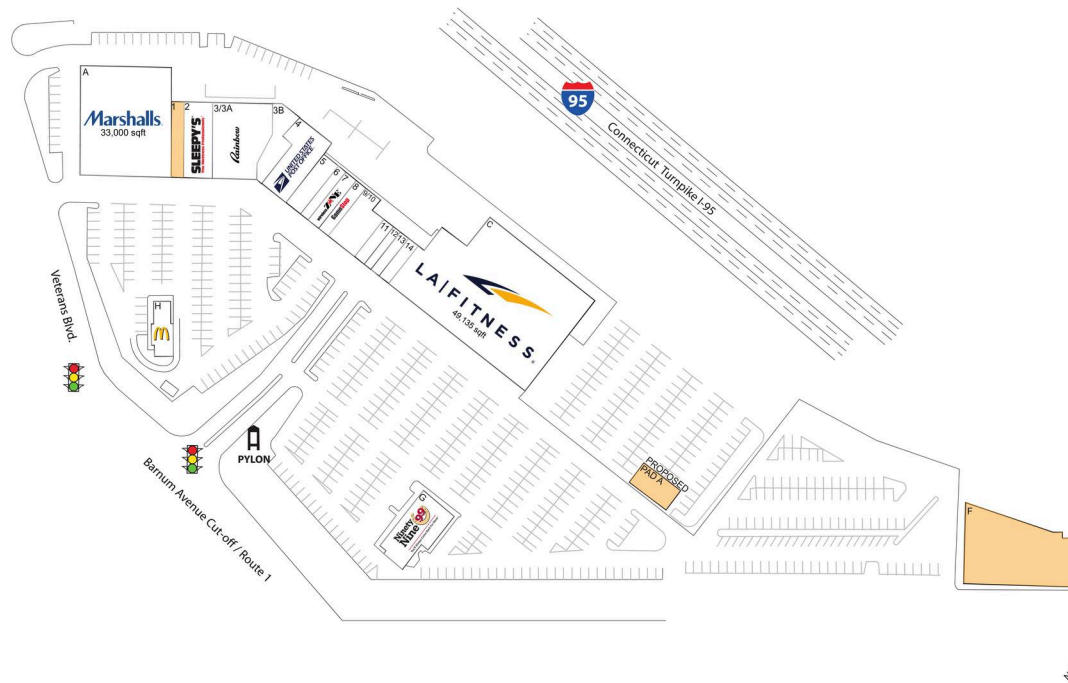 A
Marshalls.
33,000 sqft
1
2
SLEEPY'S
3/3A
Rainbow
3B
4
UNITED STATES
POST OFFICE
5
6
7
8
GameStop
9/10
11
12
13
14
C
LA|FITNESS
49,135 sqft
95
Connecticut Turnpike I-95
Veterans Blvd.
H
PYLON
Barnum Avenue Cut-off / Route 1
G
Ninety
Nine
99
PROPOSED
PAD A
F